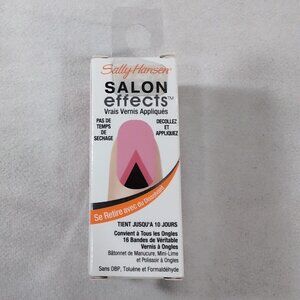 Sally Hansen
SALON
effects™
Vrais Vernis Appliqués
PAS DE
TEMPS
DE
SECHAGE
DECOLLEZ
ET
APPLIQUEZ
Se Retire avec du Dissolvant
TIENT JUSQU'A 10 JOURS
Convient à Tous les Ongles
16 Bandes de Véritable
Vernis à Ongles
Bâtonnet de Manucure, Mini-Lime
et Polissoir à Ongles
Sans DBP, Toluène et Formaldéhyde